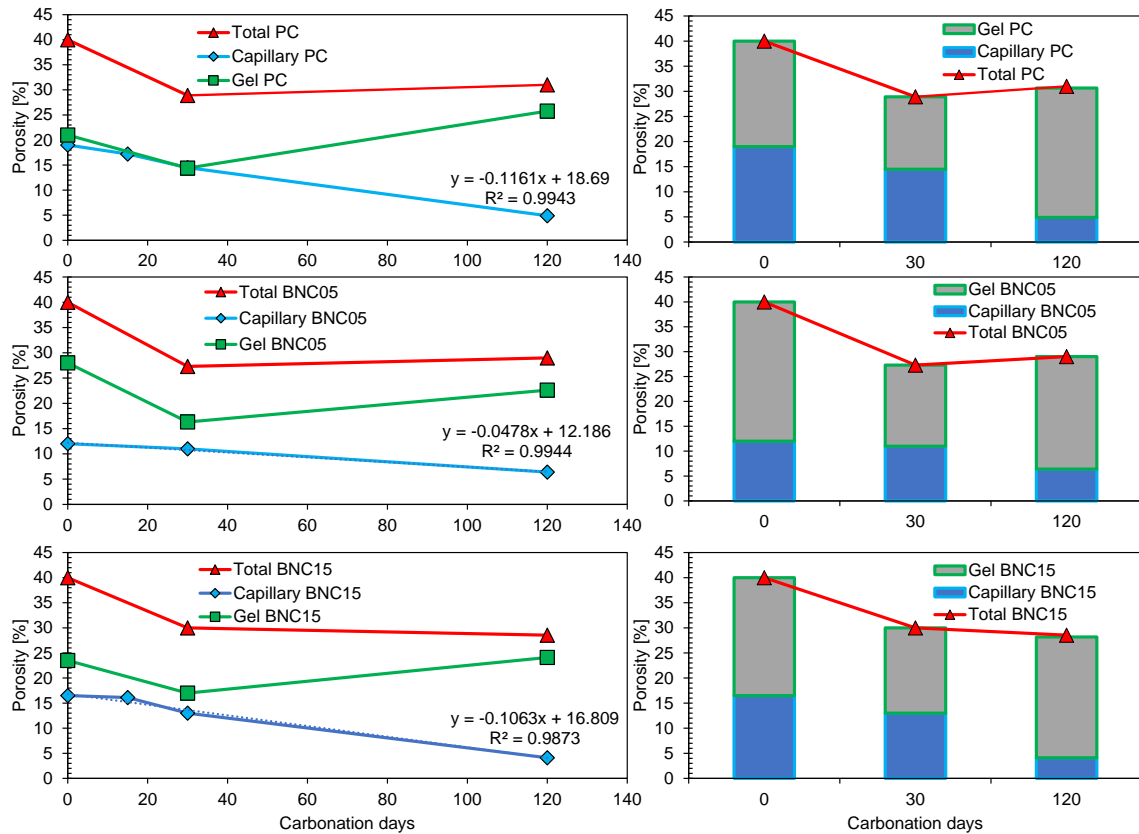 Porosity [%]
45
40
35
30
25
20
15
10
5
0
Total PC
Capillary PC
Gel PC
y = -0.1161x + 18.69
R² = 0.9943
0 20 40 60 80 100 120 140
Porosity [%]
45
40
35
30
25
20
15
10
5
0
Gel PC
Capillary PC
Total PC
0 30 120
Porosity [%]
45
40
35
30
25
20
15
10
5
0
Total BNC05
Capillary BNC05
Gel BNC05
y = -0.0478x + 12.186
R² = 0.9944
0 20 40 60 80 100 120 140
Porosity [%]
45
40
35
30
25
20
15
10
5
0
Gel BNC05
Capillary BNC05
Total BNC05
0 30 120
Porosity [%]
45
40
35
30
25
20
15
10
5
0
Total BNC15
Capillary BNC15
Gel BNC15
y = -0.1063x + 16.809
R² = 0.9873
0 20 40 60 80 100 120 140
Carbonation days
Porosity [%]
45
40
35
30
25
20
15
10
5
0
Gel BNC15
Capillary BNC15
Total BNC15
0 30 120
Carbonation days